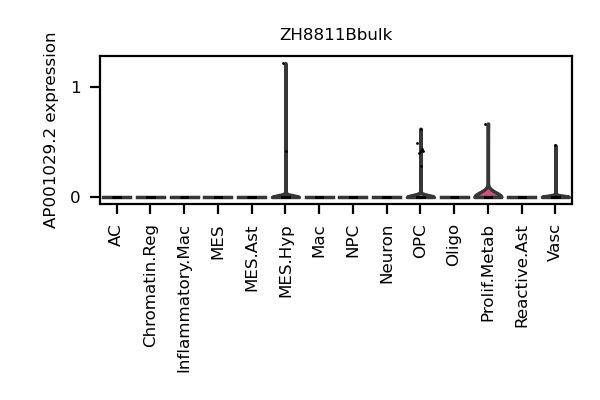 ZH8811Bbulk
AP001029.2 expression
1
0
AC
Chromatin.Reg
Inflammatory.Mac
MES
MES.Ast
MES.Hyp
Mac
NPC
Neuron
OPC
Oligo
Prolif.Metab
Reactive.Ast
Vasc